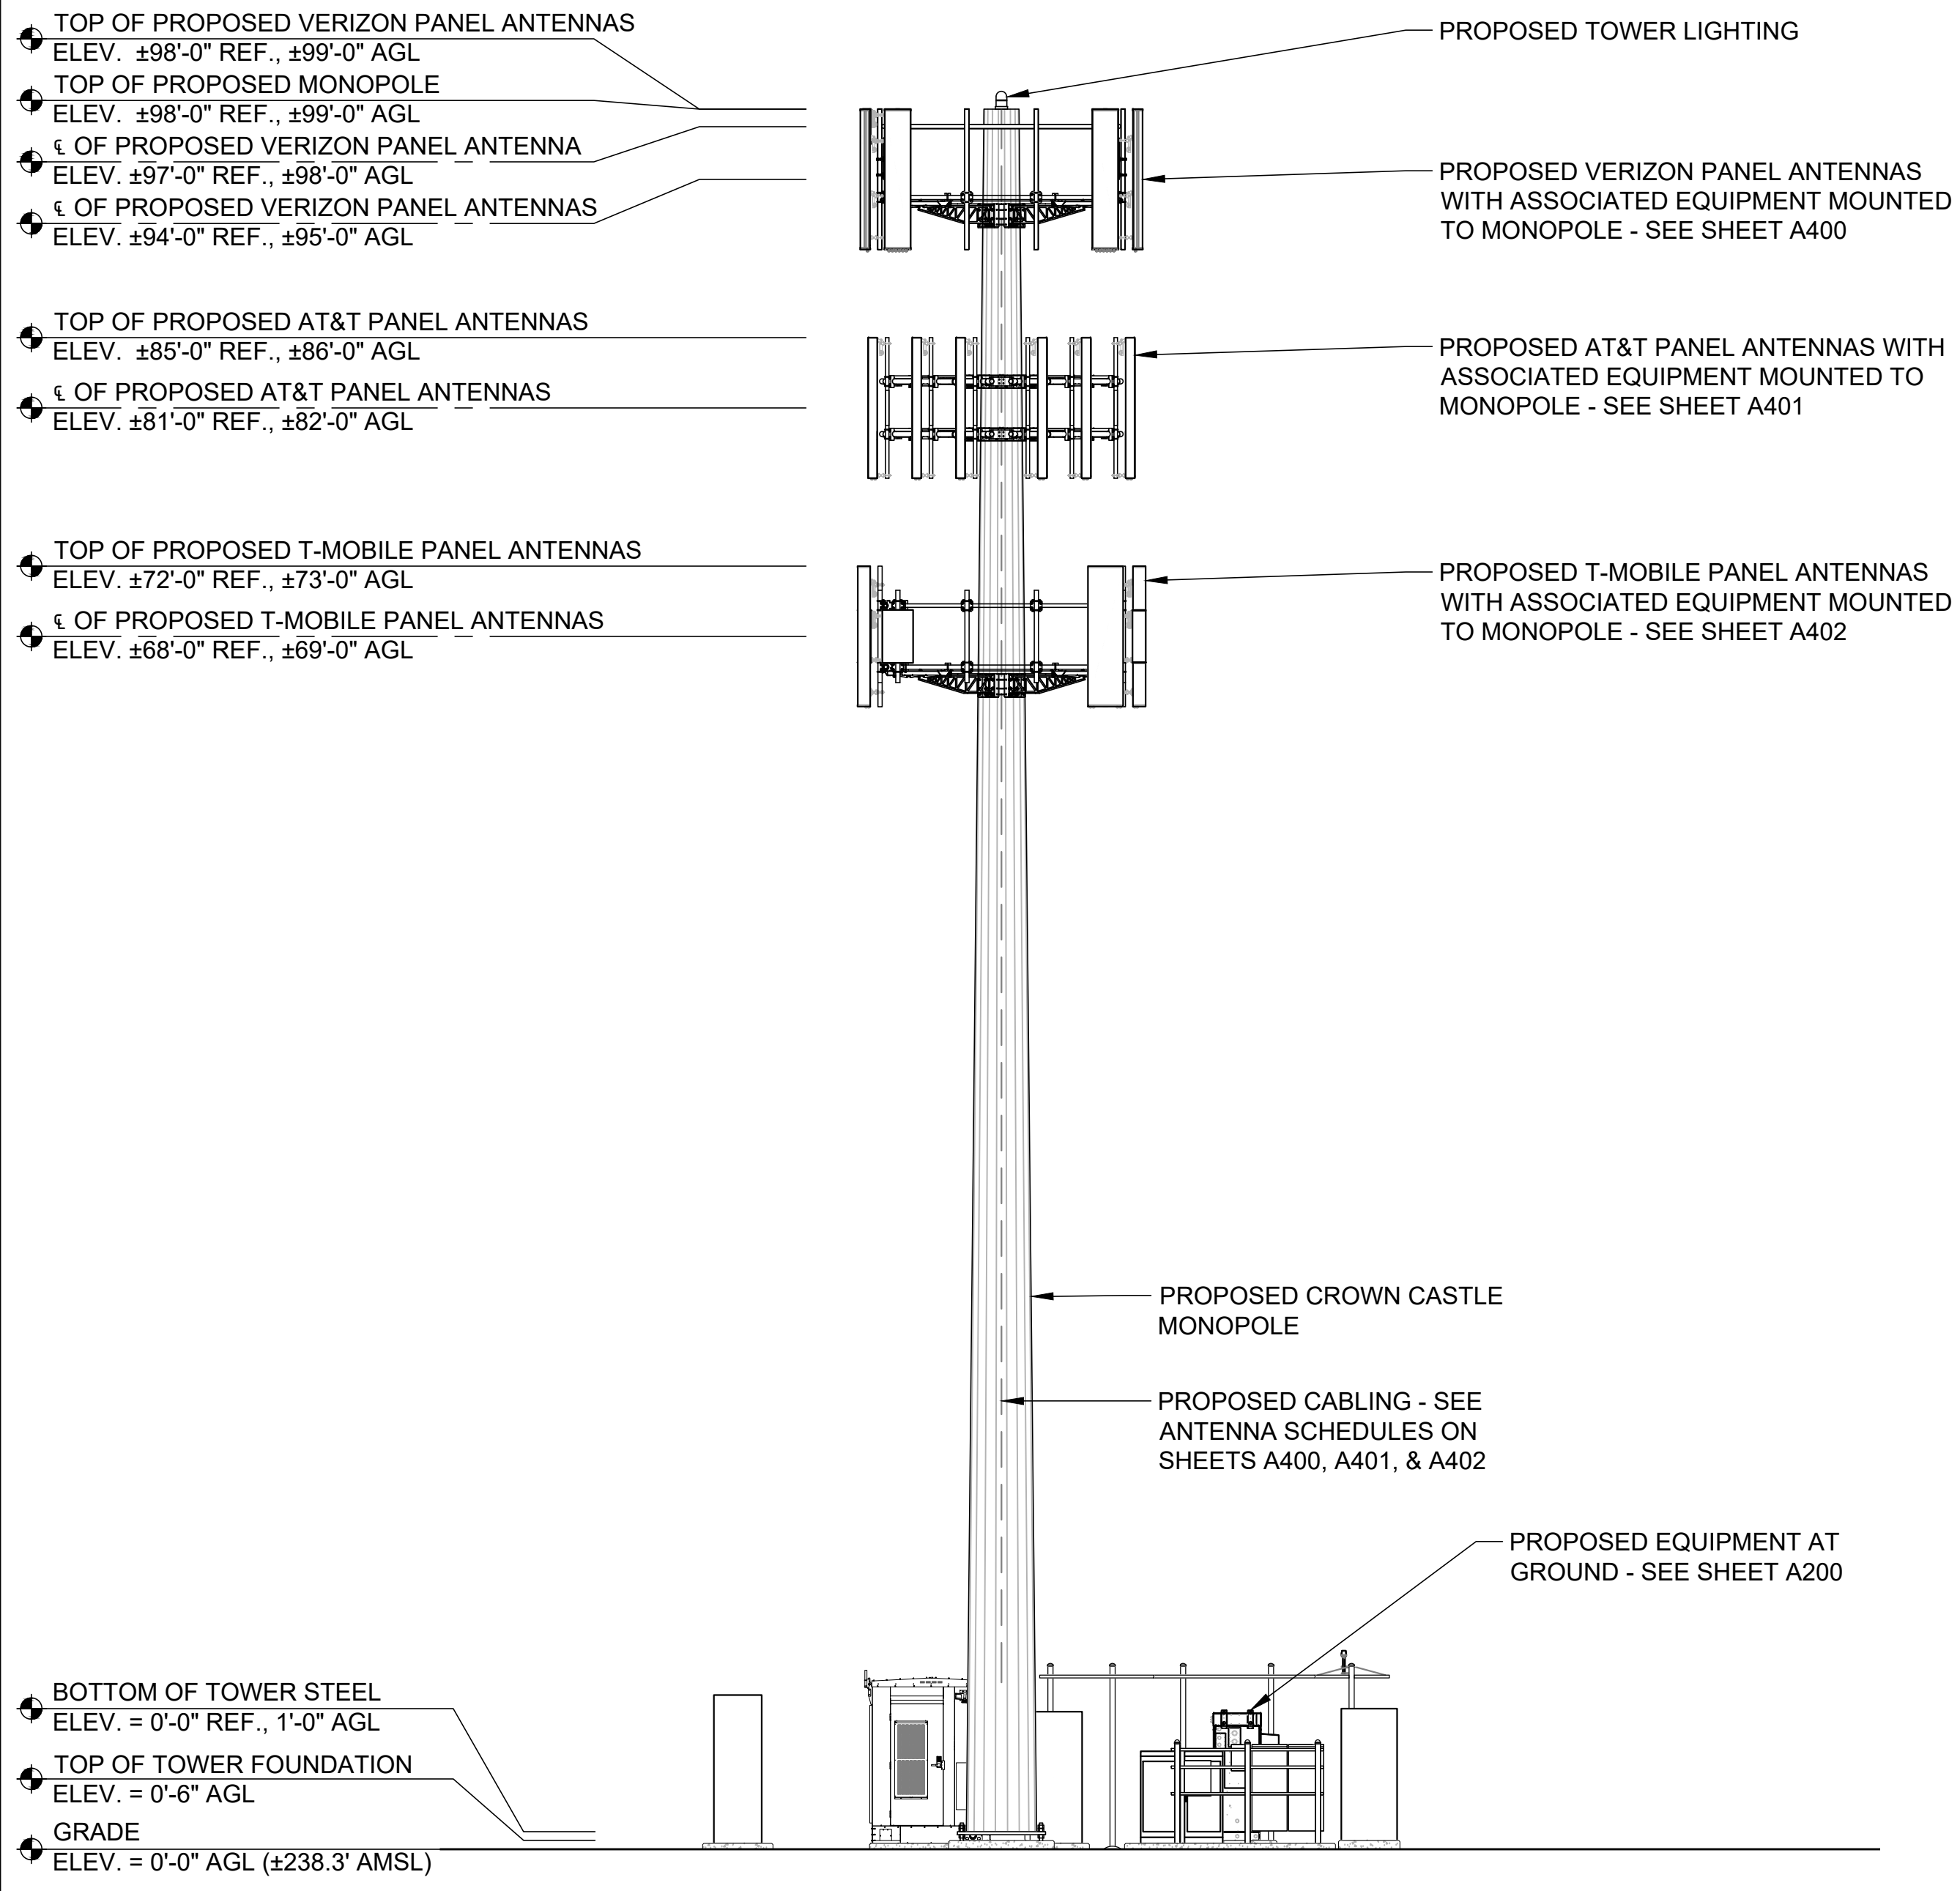 TOP OF PROPOSED VERIZON PANEL ANTENNAS
ELEV. ±98'-0" REF., ±99'-0" AGL
TOP OF PROPOSED MONOPOLE
ELEV. ±98'-0" REF., ±99'-0" AGL
℄ OF PROPOSED VERIZON PANEL ANTENNA
ELEV. ±97'-0" REF., ±98'-0" AGL
℄ OF PROPOSED VERIZON PANEL ANTENNAS
ELEV. ±94'-0" REF., ±95'-0" AGL
TOP OF PROPOSED AT&T PANEL ANTENNAS
ELEV. ±85'-0" REF., ±86'-0" AGL
℄ OF PROPOSED AT&T PANEL ANTENNAS
ELEV. ±81'-0" REF., ±82'-0" AGL
TOP OF PROPOSED T-MOBILE PANEL ANTENNAS
ELEV. ±72'-0" REF., ±73'-0" AGL
℄ OF PROPOSED T-MOBILE PANEL ANTENNAS
ELEV. ±68'-0" REF., ±69'-0" AGL
BOTTOM OF TOWER STEEL
ELEV. = 0'-0" REF., 1'-0" AGL
TOP OF TOWER FOUNDATION
ELEV. = 0'-6" AGL
GRADE
ELEV. = 0'-0" AGL (±238.3' AMSL)
PROPOSED TOWER LIGHTING
PROPOSED VERIZON PANEL ANTENNAS
WITH ASSOCIATED EQUIPMENT MOUNTED
TO MONOPOLE - SEE SHEET A400
PROPOSED AT&T PANEL ANTENNAS WITH
ASSOCIATED EQUIPMENT MOUNTED TO
MONOPOLE - SEE SHEET A401
PROPOSED T-MOBILE PANEL ANTENNAS
WITH ASSOCIATED EQUIPMENT MOUNTED
TO MONOPOLE - SEE SHEET A402
PROPOSED CROWN CASTLE
MONOPOLE
PROPOSED CABLING - SEE
ANTENNA SCHEDULES ON
SHEETS A400, A401, & A402
PROPOSED EQUIPMENT AT
GROUND - SEE SHEET A200